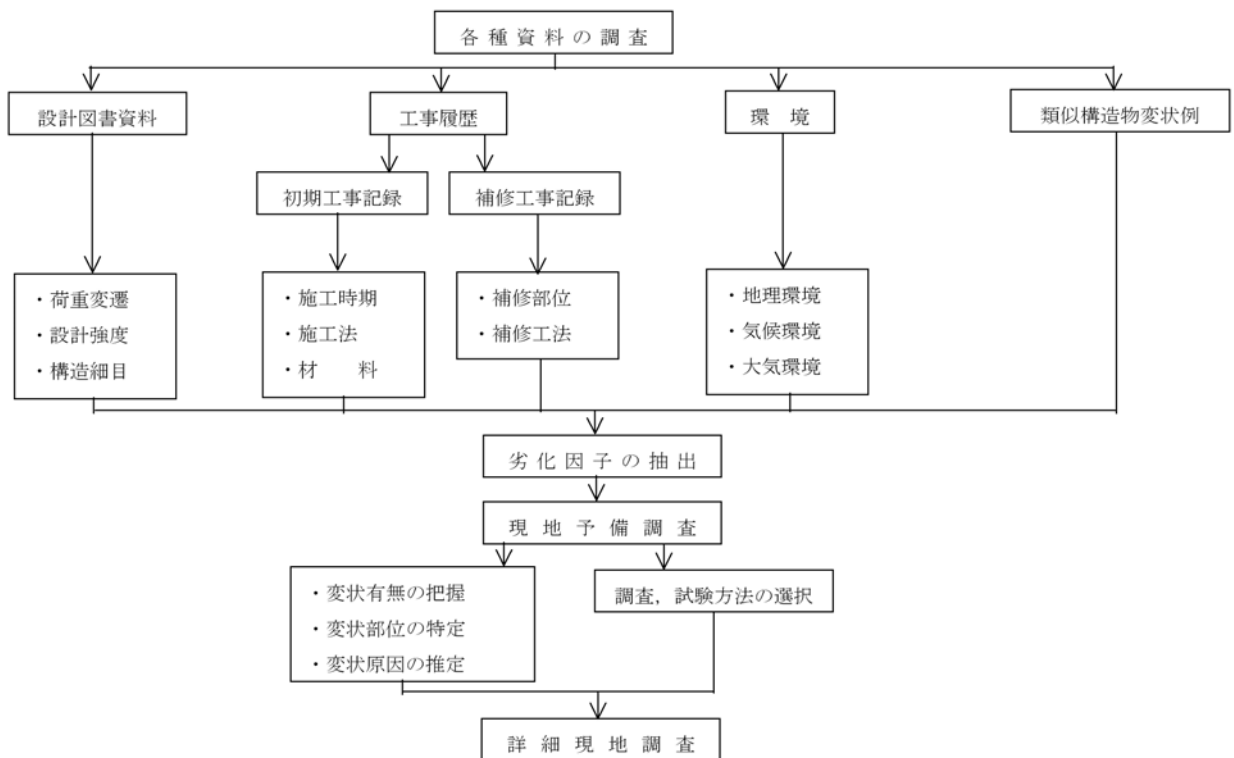 各種資料の調査
設計図書資料
工事履歴
環　境
類似構造物変状例
初期工事記録
補修工事記録
・荷重変遷
・設計強度
・構造細目
・施工時期
・施工法
・材　　料
・補修部位
・補修工法
・地理環境
・気候環境
・大気環境
劣化因子の抽出
現地予備調査
・変状有無の把握
・変状部位の特定
・変状原因の推定
調査，試験方法の選択
詳細現地調査